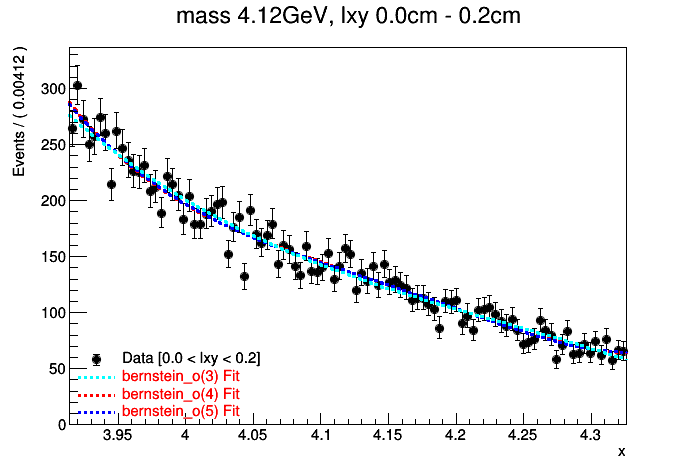 mass 4.12GeV, lxy 0.0cm - 0.2cm
Events / ( 0.00412 )
300
250
200
150
100
50
0
Data [0.0 < lxy < 0.2]
bernstein_o(3) Fit
bernstein_o(4) Fit
bernstein_o(5) Fit
3.95 4 4.05 4.1 4.15 4.2 4.25 4.3
x